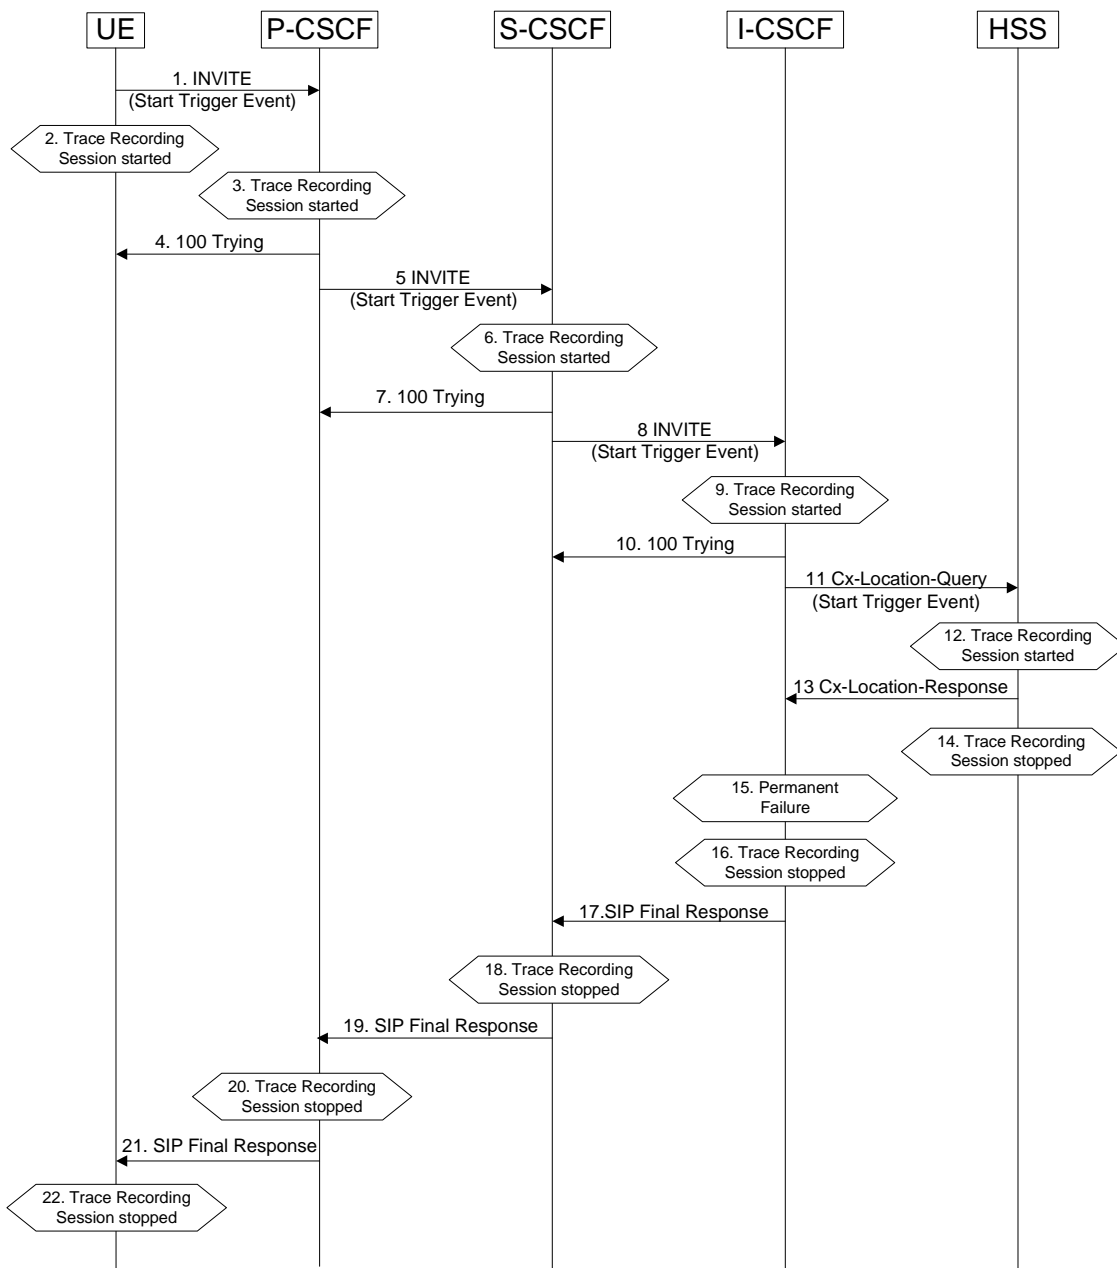 UE
P-CSCF
S-CSCF
I-CSCF
HSS
1. INVITE
(Start Trigger Event)
2. Trace Recording
Session started
3. Trace Recording
Session started
4. 100 Trying
5 INVITE
(Start Trigger Event)
6. Trace Recording
Session started
7. 100 Trying
8 INVITE
(Start Trigger Event)
9. Trace Recording
Session started
10. 100 Trying
11 Cx-Location-Query
(Start Trigger Event)
12. Trace Recording
Session started
13 Cx-Location-Response
14. Trace Recording
Session stopped
15. Permanent
Failure
16. Trace Recording
Session stopped
17.SIP Final Response
18. Trace Recording
Session stopped
19. SIP Final Response
20. Trace Recording
Session stopped
21. SIP Final Response
22. Trace Recording
Session stopped